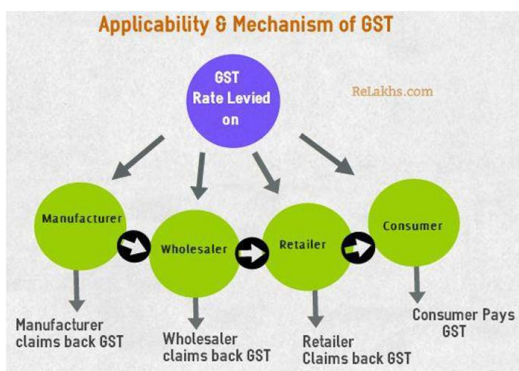 Applicability & Mechanism of GST
GST
Rate Levied
on
ReLakhs.com
Manufacturer
Wholesaler
Retailer
Consumer
Manufacturer
claims back GST
Wholesaler
claims back GST
Retailer
Claims back GST
Consumer Pays
GST